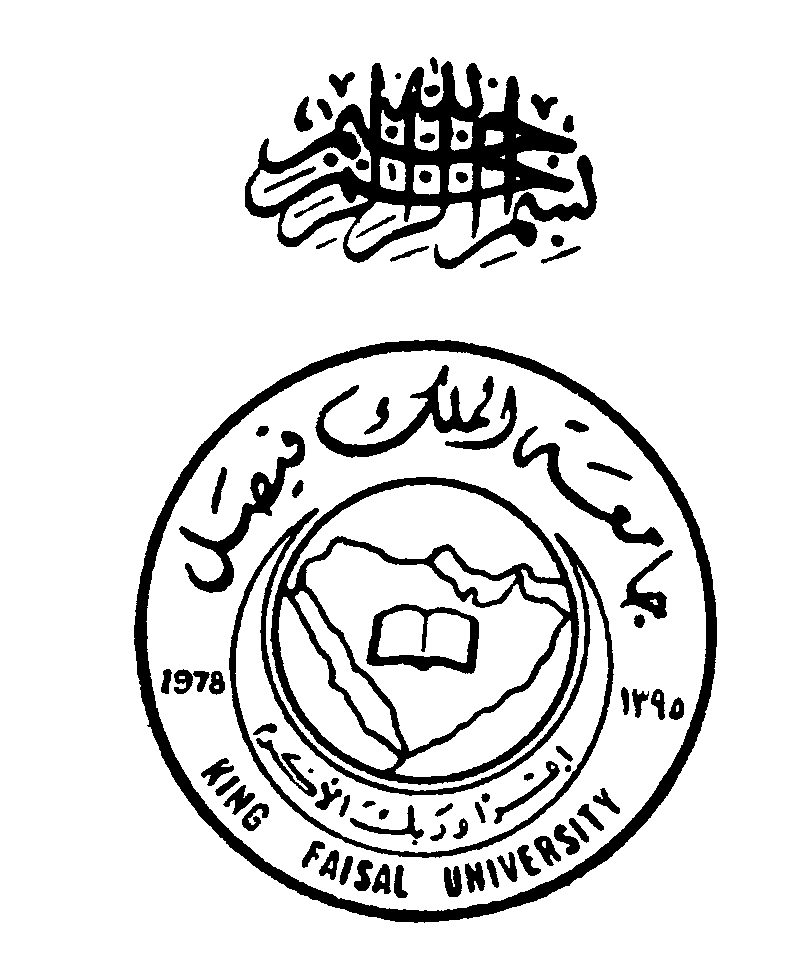 بسم الله الرحمن الرحيم
جامعة الملك فيصل
1978
١٣٩٥
اقرأ وربك الأكرم
KING FAISAL UNIVERSITY